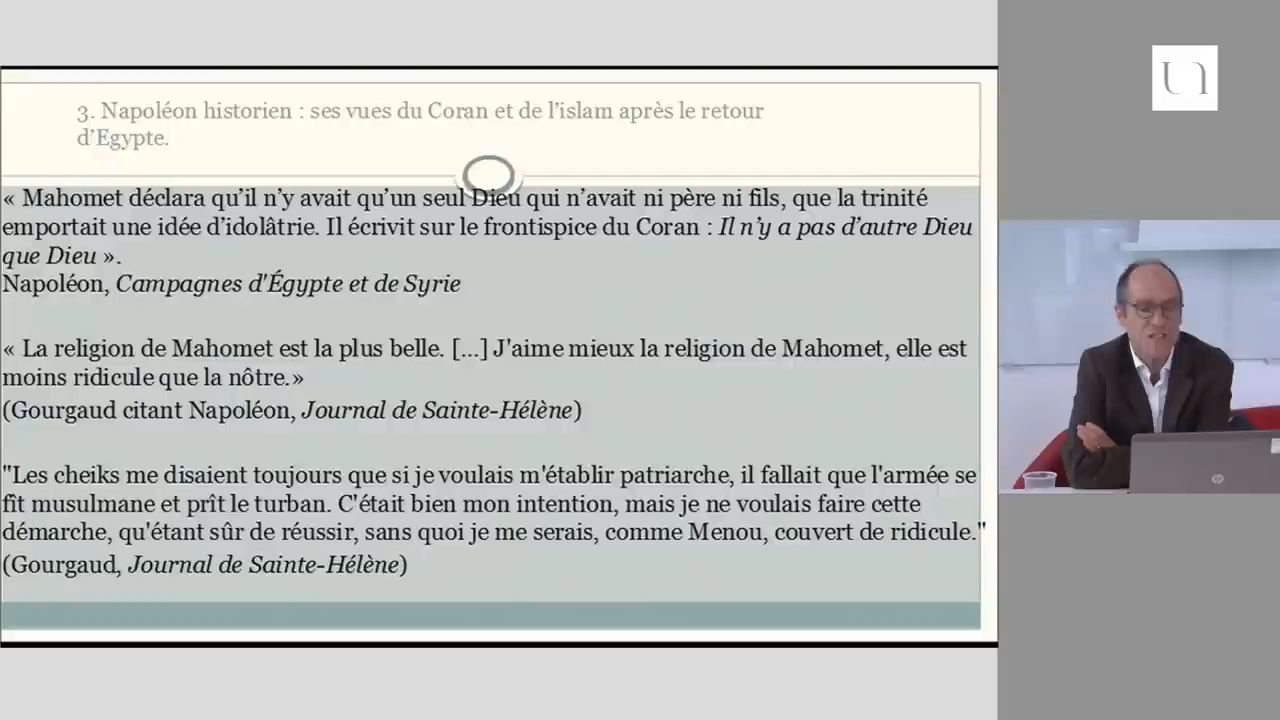 3. Napoléon historien : ses vues du Coran et de l’islam après le retour
d’Egypte.
« Mahomet déclara qu’il n’y avait qu’un seul Dieu qui n’avait ni père ni fils, que la trinité
emportait une idée d’idolâtrie. Il écrivit sur le frontispice du Coran : Il n’y a pas d’autre Dieu
que Dieu ».
Napoléon, Campagnes d'Égypte et de Syrie
« La religion de Mahomet est la plus belle. [...] J'aime mieux la religion de Mahomet, elle est
moins ridicule que la nôtre.»
(Gourgaud citant Napoléon, Journal de Sainte-Hélène)
"Les cheiks me disaient toujours que si je voulais m'établir patriarche, il fallait que l'armée se
fît musulmane et prît le turban. C'était bien mon intention, mais je ne voulais faire cette
démarche, qu'étant sûr de réussir, sans quoi je me serais, comme Menou, couvert de ridicule."
(Gourgaud, Journal de Sainte-Hélène)
hp